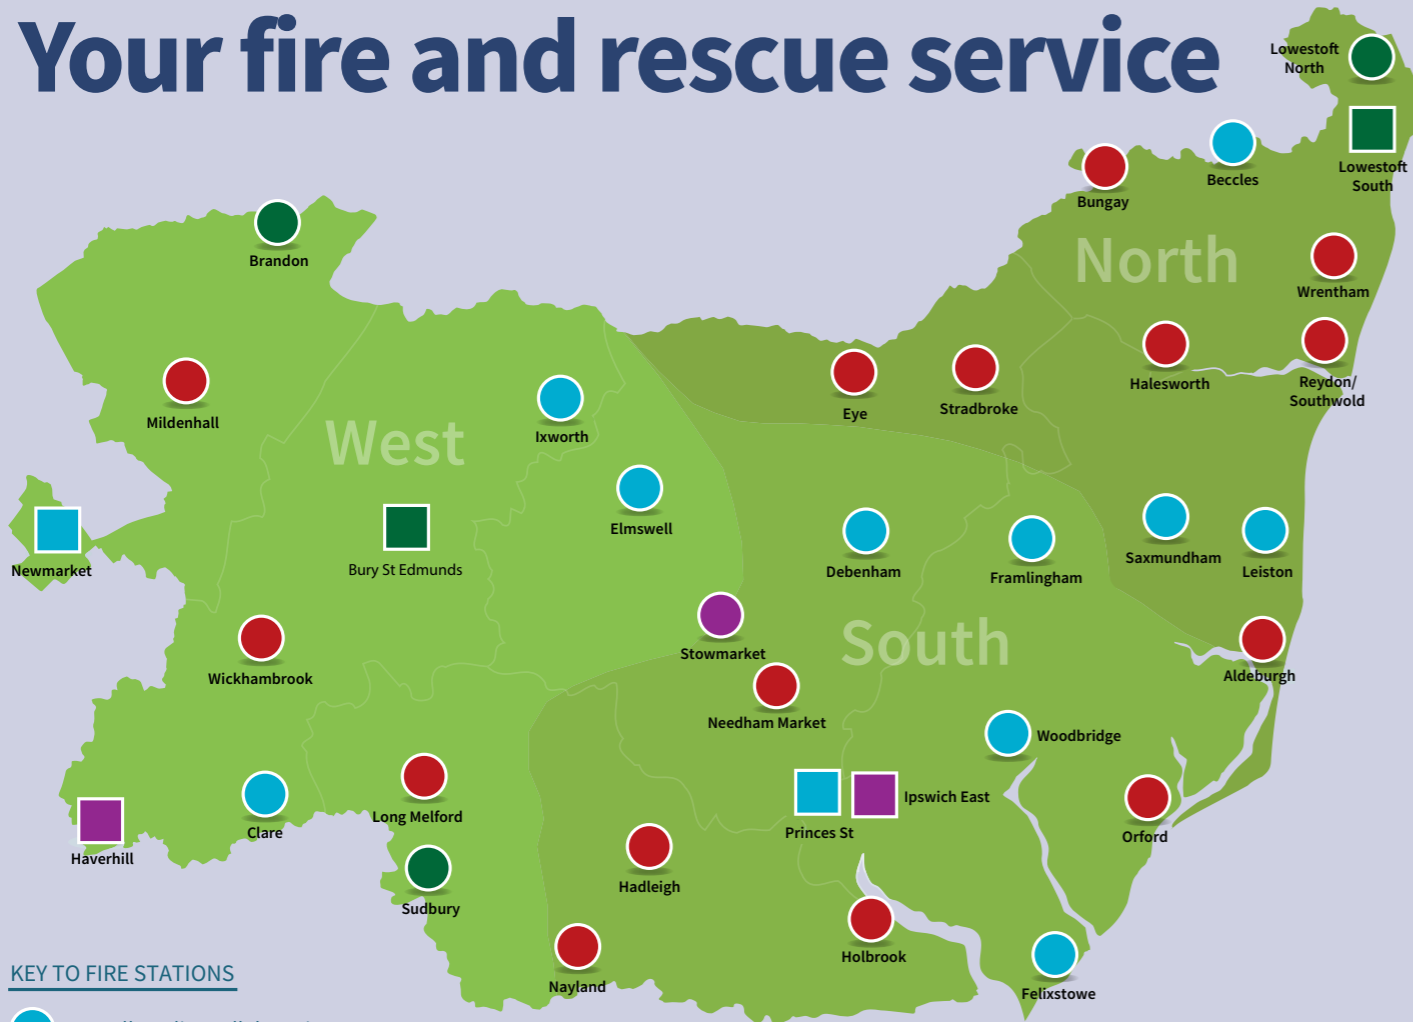 Your fire and rescue service
Lowestoft
North
Beccles
Lowestoft
South
Bungay
North
Brandon
Wrentham
Mildenhall
Ixworth
Eye
Stradbroke
Halesworth
Reydon/
Southwold
West
Elmswell
Newmarket
Bury St Edmunds
Debenham
Framlingham
Saxmundham
Leiston
Stowmarket
South
Aldeburgh
Wickhambrook
Needham Market
Woodbridge
Long Melford
Clare
Haverhill
Princes St
Ipswich East
Orford
Sudbury
Hadleigh
Holbrook
Nayland
Felixstowe
KEY TO FIRE STATIONS